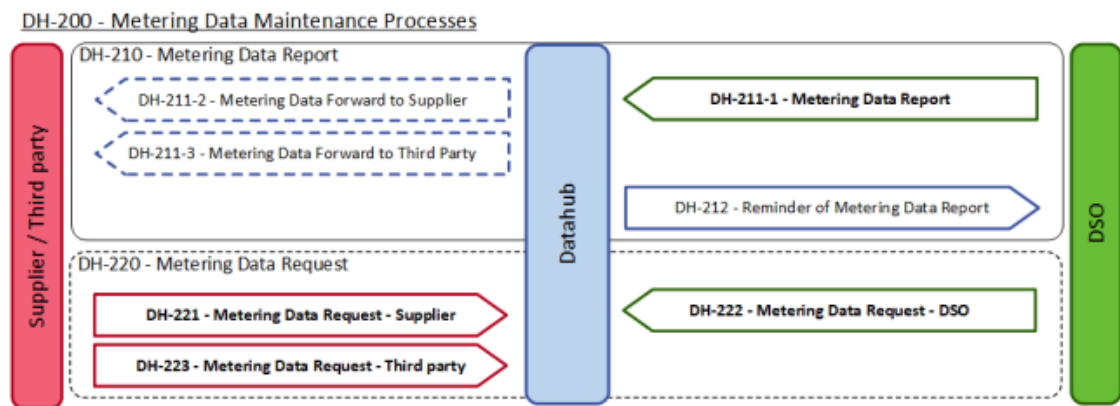 DH-200 - Metering Data Maintenance Processes
Supplier / Third party
DH-210 - Metering Data Report
DH-211-2 - Metering Data Forward to Supplier
DH-211-3 - Metering Data Forward to Third Party
Datahub
DH-211-1 - Metering Data Report
DH-212 - Reminder of Metering Data Report
DSO
DH-220 - Metering Data Request
DH-221 - Metering Data Request - Supplier
DH-223 - Metering Data Request - Third party
DH-222 - Metering Data Request - DSO